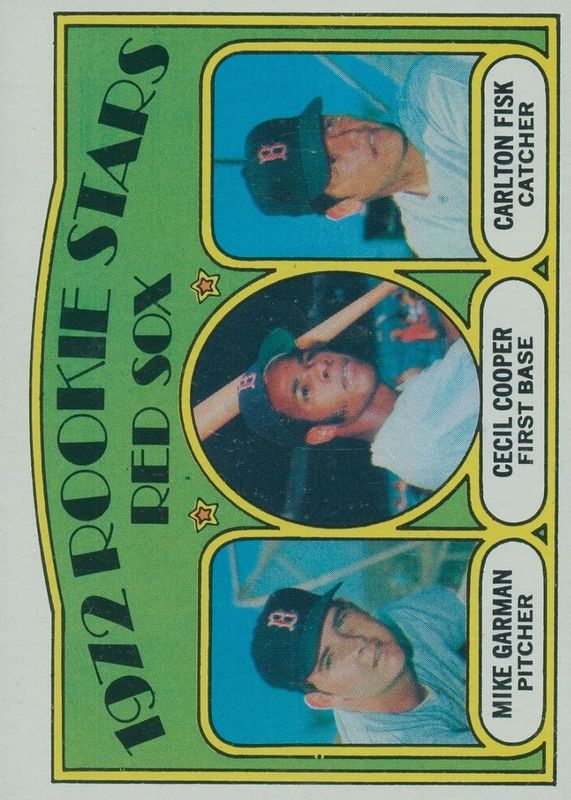 1972 ROOKIE STARS
RED SOX
B
B
B
MIKE GARMAN
PITCHER
CECIL COOPER
FIRST BASE
CARLTON FISK
CATCHER